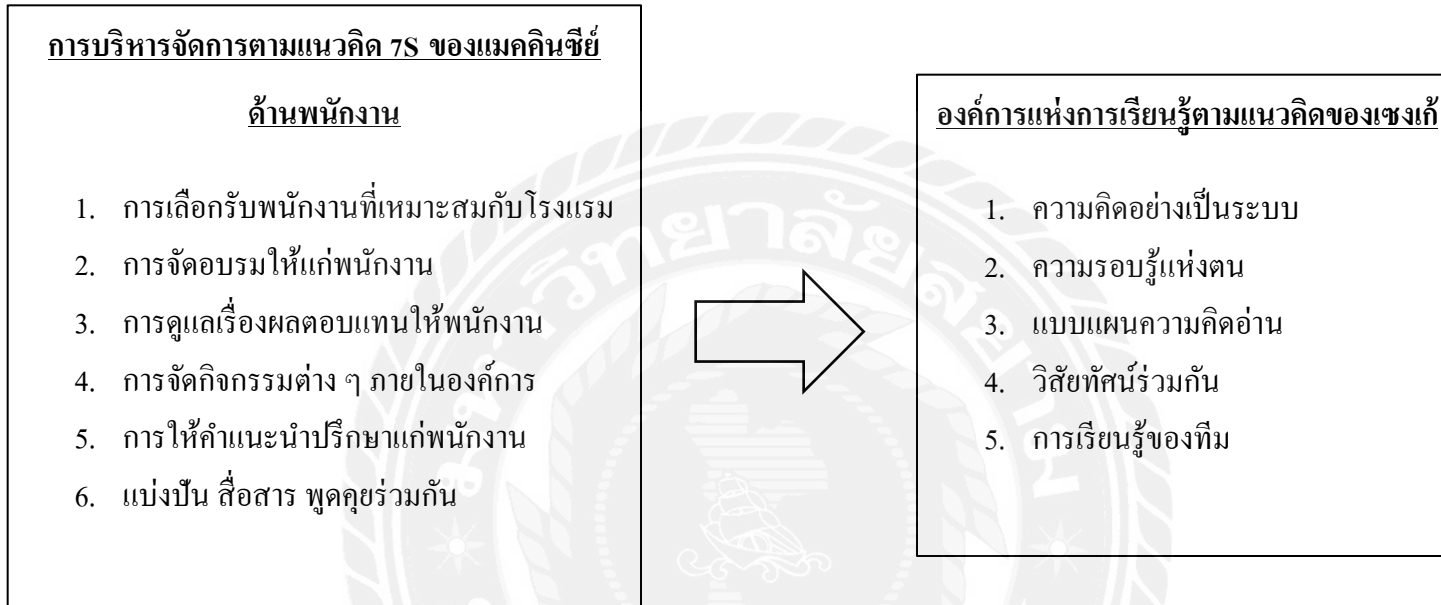 การบริหารจัดการตามแนวคิด 7S ของแมคคินซีย์
ด้านพนักงาน
1. การเลือกรับพนักงานที่เหมาะสมกับโรงแรม
2. การจัดอบรมให้แก่พนักงาน
3. การดูแลเรื่องผลตอบแทนให้พนักงาน
4. การจัดกิจกรรมต่าง ๆ ภายในองค์การ
5. การให้คำแนะนำปรึกษาแก่พนักงาน
6. แบ่งปัน สื่อสาร พูดคุยร่วมกัน
องค์การแห่งการเรียนรู้ตามแนวคิดของเซงเก้
1. ความคิดอย่างเป็นระบบ
2. ความรอบรู้แห่งตน
3. แบบแผนความคิดอ่าน
4. วิสัยทัศน์ร่วมกัน
5. การเรียนรู้ของทีม
มหาวิทยาลัยสยาม